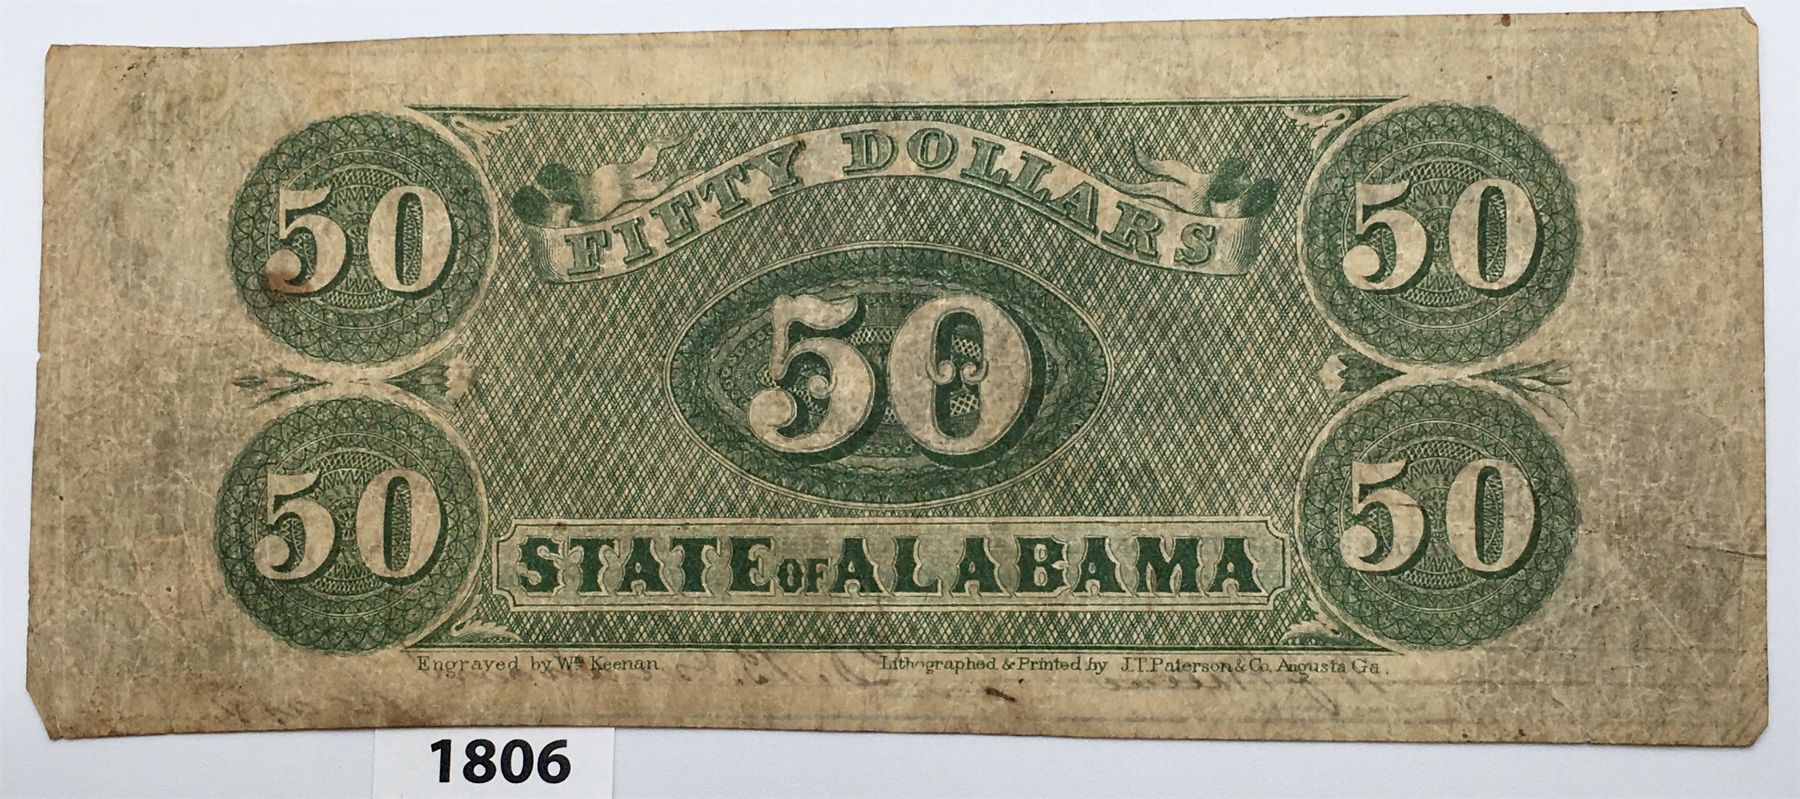 FIFTY DOLLARS
50 50
50
50 50
STATE OF ALABAMA
Engraved by Wm Keenan.
Lithographed & Printed by J.T. Paterson & Co. Augusta Ga.
1806